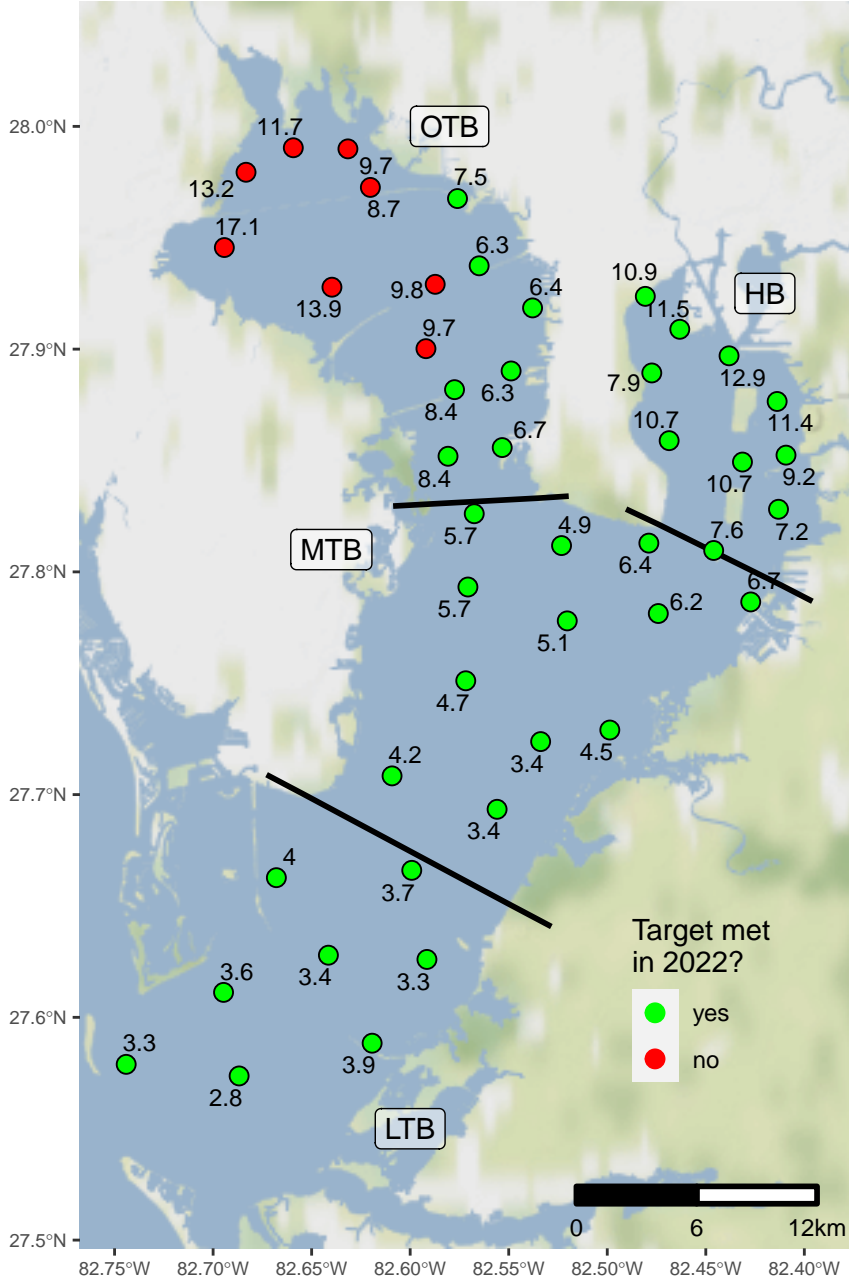 28.0°N
27.9°N
27.8°N
27.7°N
27.6°N
27.5°N
OTB
11.7
9.7
13.2
8.7
7.5
17.1
6.3
13.9
9.8
6.4
9.7
6.3
8.4
6.7
8.4
HB
10.9
11.5
12.9
7.9
11.4
10.7
10.7
9.2
7.2
7.6
MTB
5.7
4.9
6.4
6.7
5.7
6.2
5.1
4.7
4.5
3.4
4.2
3.4
4
3.7
3.4
3.3
3.6
3.3
3.9
2.8
LTB
Target met
in 2022?
yes
no
0 6 12km
82.75°W 82.70°W 82.65°W 82.60°W 82.55°W 82.50°W 82.45°W 82.40°W